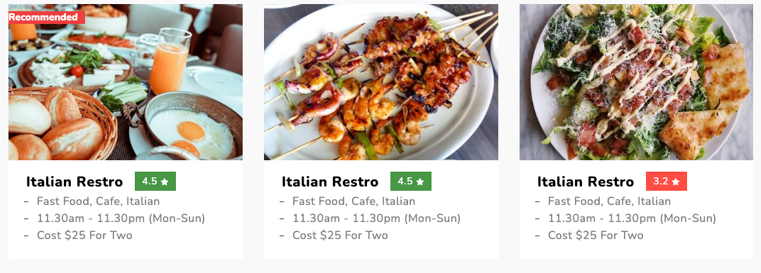 Recommended
Italian Restro 4.5
- Fast Food, Cafe, Italian
- 11.30am - 11.30pm (Mon-Sun)
- Cost $25 For Two
Italian Restro 4.5
- Fast Food, Cafe, Italian
- 11.30am - 11.30pm (Mon-Sun)
- Cost $25 For Two
Italian Restro 3.2
- Fast Food, Cafe, Italian
- 11.30am - 11.30pm (Mon-Sun)
- Cost $25 For Two